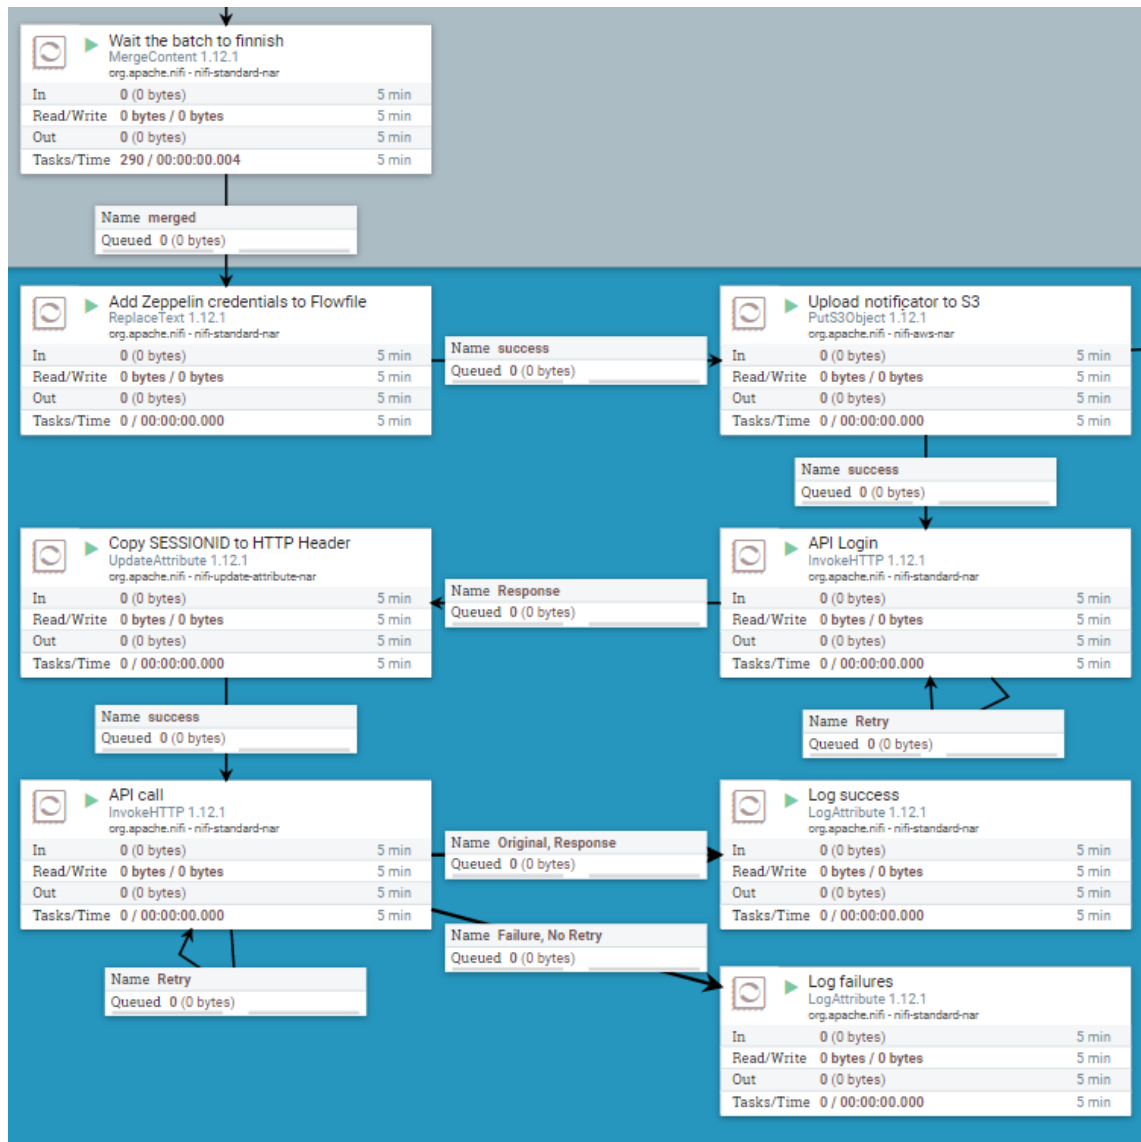 Wait the batch to finnish
MergeContent 1.12.1
org.apache.nifi - nifi-standard-nar
In 0 (0 bytes) 5 min
Read/Write 0 bytes / 0 bytes 5 min
Out 0 (0 bytes) 5 min
Tasks/Time 290 / 00:00:00.004 5 min
Name merged
Queued 0 (0 bytes)
Add Zeppelin credentials to Flowfile
ReplaceText 1.12.1
org.apache.nifi - nifi-standard-nar
In 0 (0 bytes) 5 min
Read/Write 0 bytes / 0 bytes 5 min
Out 0 (0 bytes) 5 min
Tasks/Time 0 / 00:00:00.000 5 min
Name success
Queued 0 (0 bytes)
Upload notificator to S3
PutS3Object 1.12.1
org.apache.nifi - nifi-aws-nar
In 0 (0 bytes) 5 min
Read/Write 0 bytes / 0 bytes 5 min
Out 0 (0 bytes) 5 min
Tasks/Time 0 / 00:00:00.000 5 min
Name success
Queued 0 (0 bytes)
API Login
InvokeHTTP 1.12.1
org.apache.nifi - nifi-standard-nar
In 0 (0 bytes) 5 min
Read/Write 0 bytes / 0 bytes 5 min
Out 0 (0 bytes) 5 min
Tasks/Time 0 / 00:00:00.000 5 min
Name Retry
Queued 0 (0 bytes)
Name Response
Queued 0 (0 bytes)
Copy SESSIONID to HTTP Header
UpdateAttribute 1.12.1
org.apache.nifi - nifi-update-attribute-nar
In 0 (0 bytes) 5 min
Read/Write 0 bytes / 0 bytes 5 min
Out 0 (0 bytes) 5 min
Tasks/Time 0 / 00:00:00.000 5 min
Name success
Queued 0 (0 bytes)
API call
InvokeHTTP 1.12.1
org.apache.nifi - nifi-standard-nar
In 0 (0 bytes) 5 min
Read/Write 0 bytes / 0 bytes 5 min
Out 0 (0 bytes) 5 min
Tasks/Time 0 / 00:00:00.000 5 min
Name Retry
Queued 0 (0 bytes)
Name Original, Response
Queued 0 (0 bytes)
Log success
LogAttribute 1.12.1
org.apache.nifi - nifi-standard-nar
In 0 (0 bytes) 5 min
Read/Write 0 bytes / 0 bytes 5 min
Out 0 (0 bytes) 5 min
Tasks/Time 0 / 00:00:00.000 5 min
Name Failure, No Retry
Queued 0 (0 bytes)
Log failures
LogAttribute 1.12.1
org.apache.nifi - nifi-standard-nar
In 0 (0 bytes) 5 min
Read/Write 0 bytes / 0 bytes 5 min
Out 0 (0 bytes) 5 min
Tasks/Time 0 / 00:00:00.000 5 min